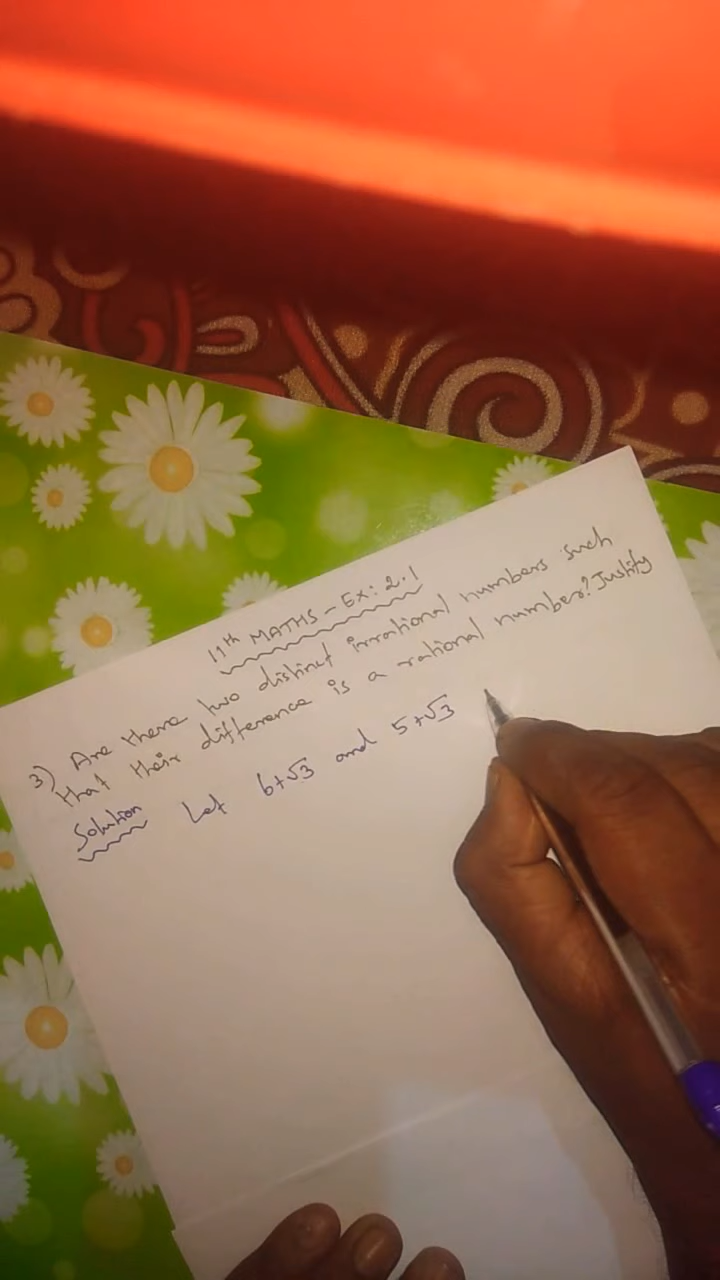 11th MATHS - Ex: 2.1
3) Are there two distinct irrational numbers such
that their difference is a rational number? Justify
Solution Let 6+√3 and 5+√3